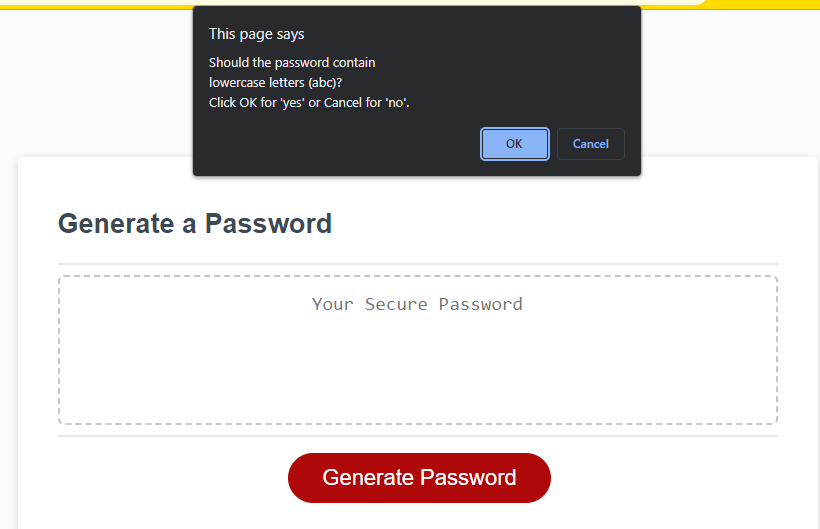 This page says
Should the password contain
lowercase letters (abc)?
Click OK for 'yes' or Cancel for 'no'.
OK
Cancel
Generate a Password
Your Secure Password
Generate Password